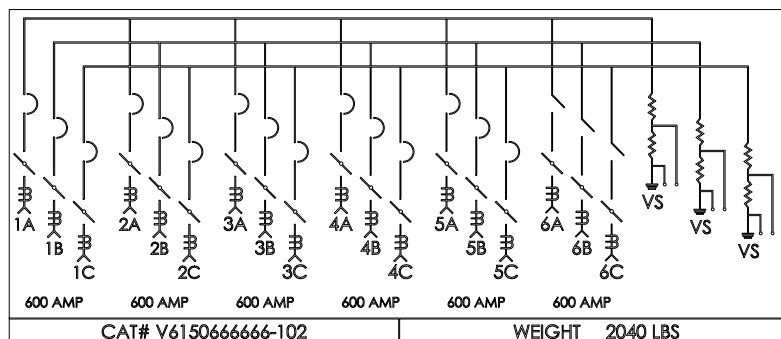 1A 2A 3A 4A 5A 6A VS
1B 2B 3B 4B 5B 6B VS
1C 2C 3C 4C 5C 6C VS
600 AMP 600 AMP 600 AMP 600 AMP 600 AMP 600 AMP
CAT# V6150666666-102 WEIGHT 2040 LBS